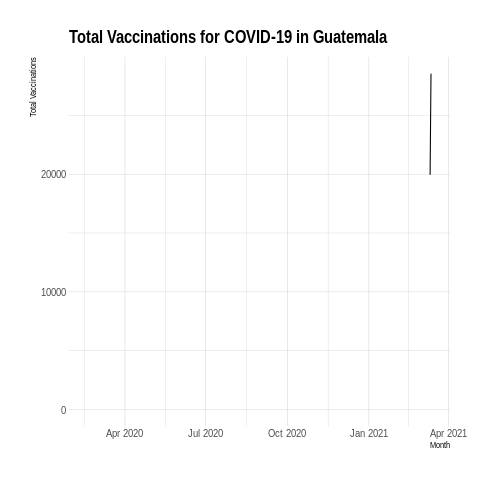 Total Vaccinations for COVID-19 in Guatemala
Total Vaccinations
20000
10000
0
Apr 2020 Jul 2020 Oct 2020 Jan 2021 Apr 2021
Month